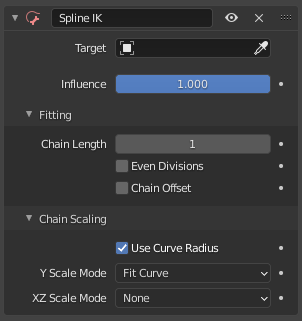 Spline IK
Target
Influence 1.000
Fitting
Chain Length 1
Even Divisions
Chain Offset
Chain Scaling
Use Curve Radius
Y Scale Mode Fit Curve
XZ Scale Mode None